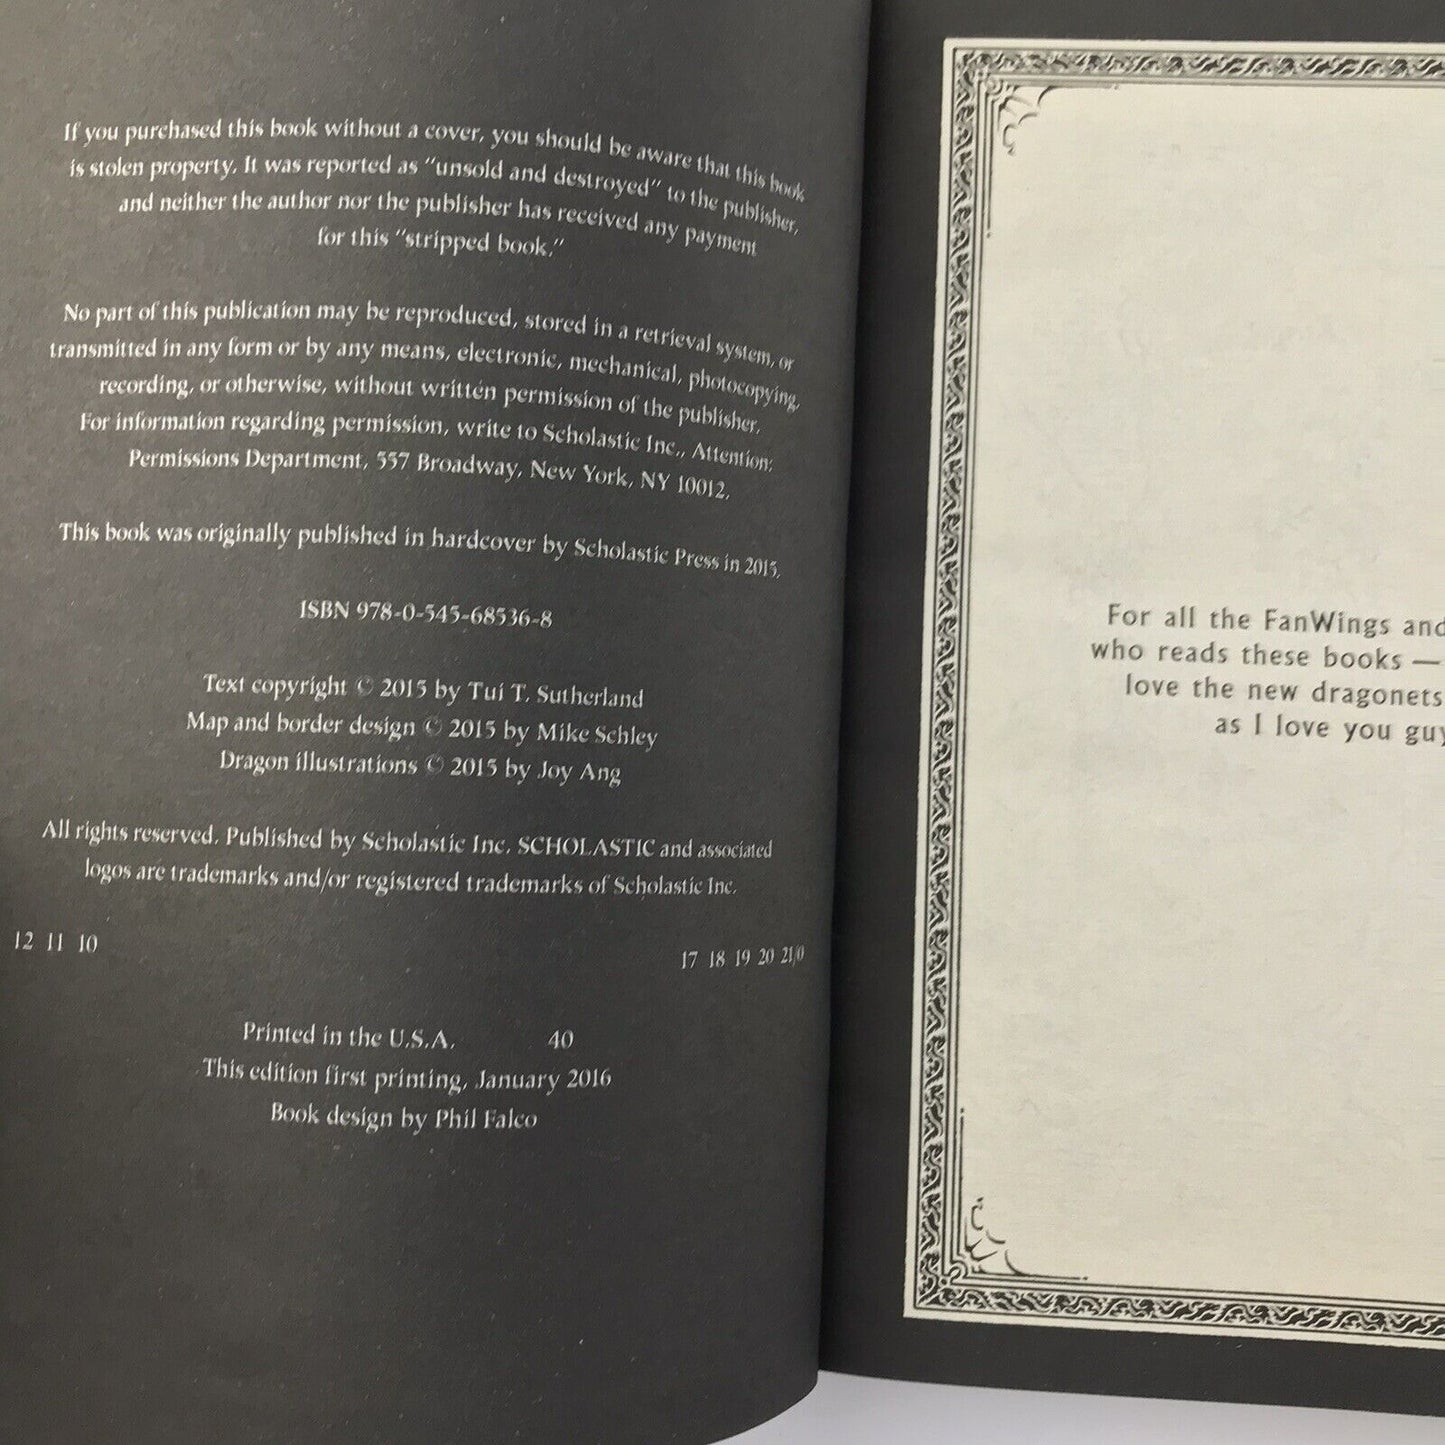 If you purchased this book without a cover, you should be aware that this book
is stolen property. It was reported as "unsold and destroyed" to the publisher,
and neither the author nor the publisher has received any payment
for this "stripped book."
No part of this publication may be reproduced, stored in a retrieval system, or
transmitted in any form or by any means, electronic, mechanical, photocopying,
recording, or otherwise, without written permission of the publisher.
For information regarding permission, write to Scholastic Inc., Attention:
Permissions Department, 557 Broadway, New York, NY 10012.
This book was originally published in hardcover by Scholastic Press in 2015.
ISBN 978-0-545-68536-8
Text copyright © 2015 by Tui T. Sutherland
Map and border design © 2015 by Mike Schley
Dragon illustrations © 2015 by Joy Ang
All rights reserved. Published by Scholastic Inc. SCHOLASTIC and associated
logos are trademarks and/or registered trademarks of Scholastic Inc.
12 11 10 17 18 19 20 21/0
Printed in the U.S.A. 40
This edition first printing, January 2016
Book design by Phil Falco
For all the FanWings and
who reads these books —
love the new dragonets
as I love you guy